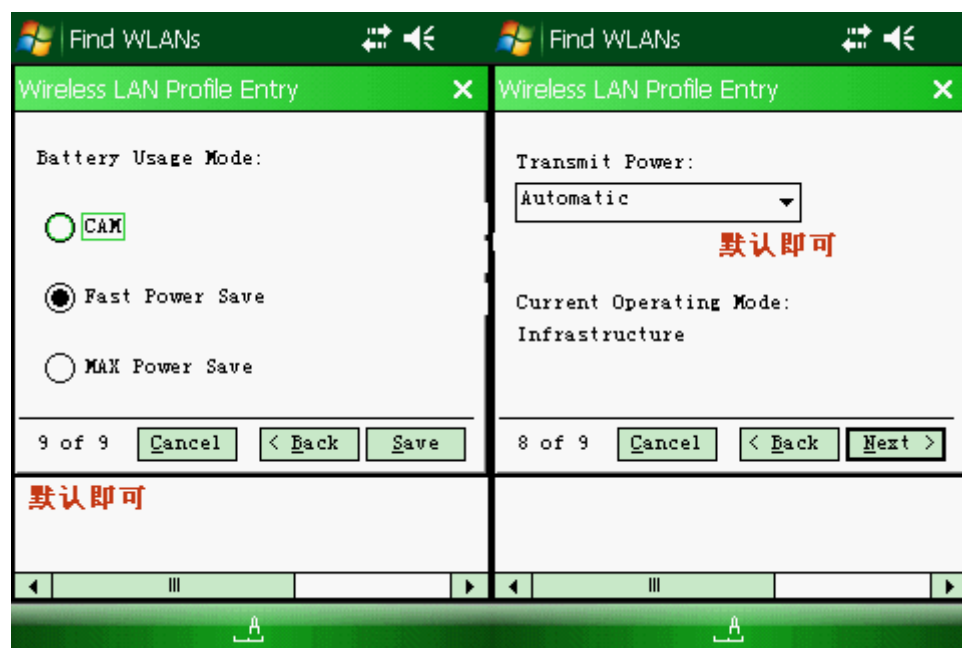 Find WLANs
Wireless LAN Profile Entry
Battery Usage Mode:
CAM
Fast Power Save
MAX Power Save
9 of 9 Cancel < Back Save
默认即可
A
Find WLANs
Wireless LAN Profile Entry
Transmit Power:
Automatic
默认即可
Current Operating Mode:
Infrastructure
8 of 9 Cancel < Back Next >
A